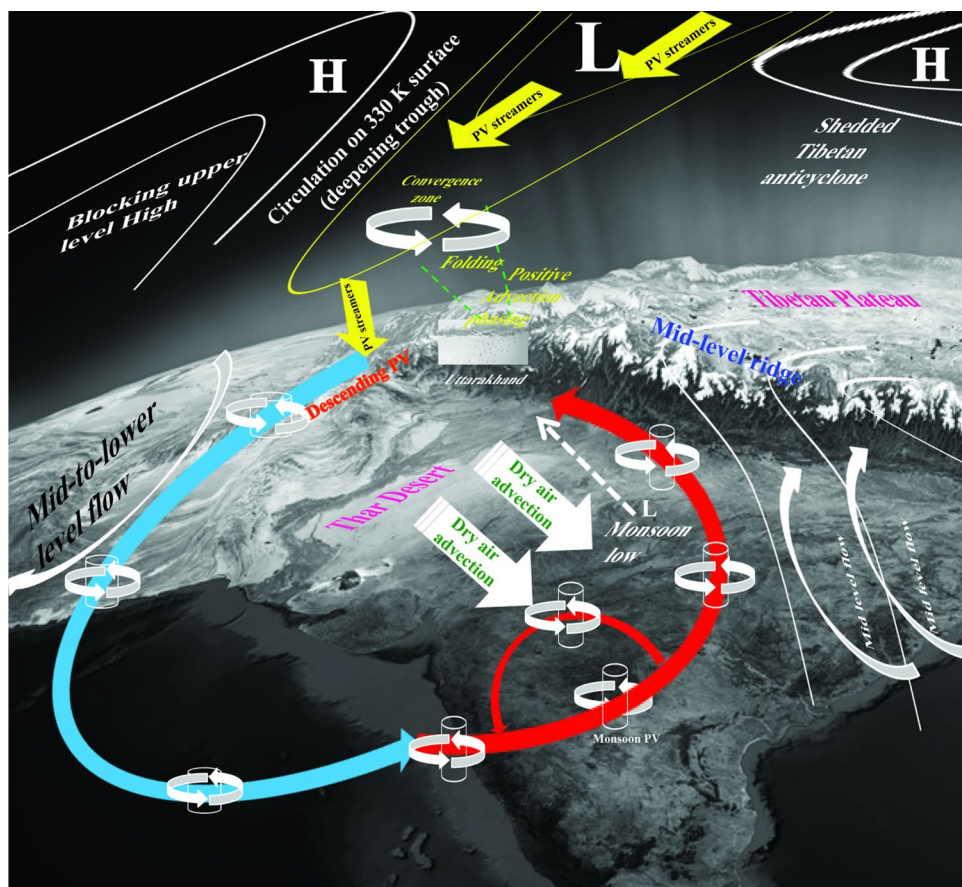 H
L
H
PV streamers
PV streamers
Circulation on 330 K surface
(deepening trough)
Blocking upper
level High
Shedded
Tibetan
anticyclone
Convergence
zone
Folding
Positive
Advection
phasing
PV streamers
Tibetan Plateau
Mid-level ridge
Uttarakhand
Descending PV
Mid-to-lower
level flow
Thar Desert
Dry air
advection
Dry air
advection
L
Monsoon
low
Mid level flow
Mid level flow
Monsoon PV